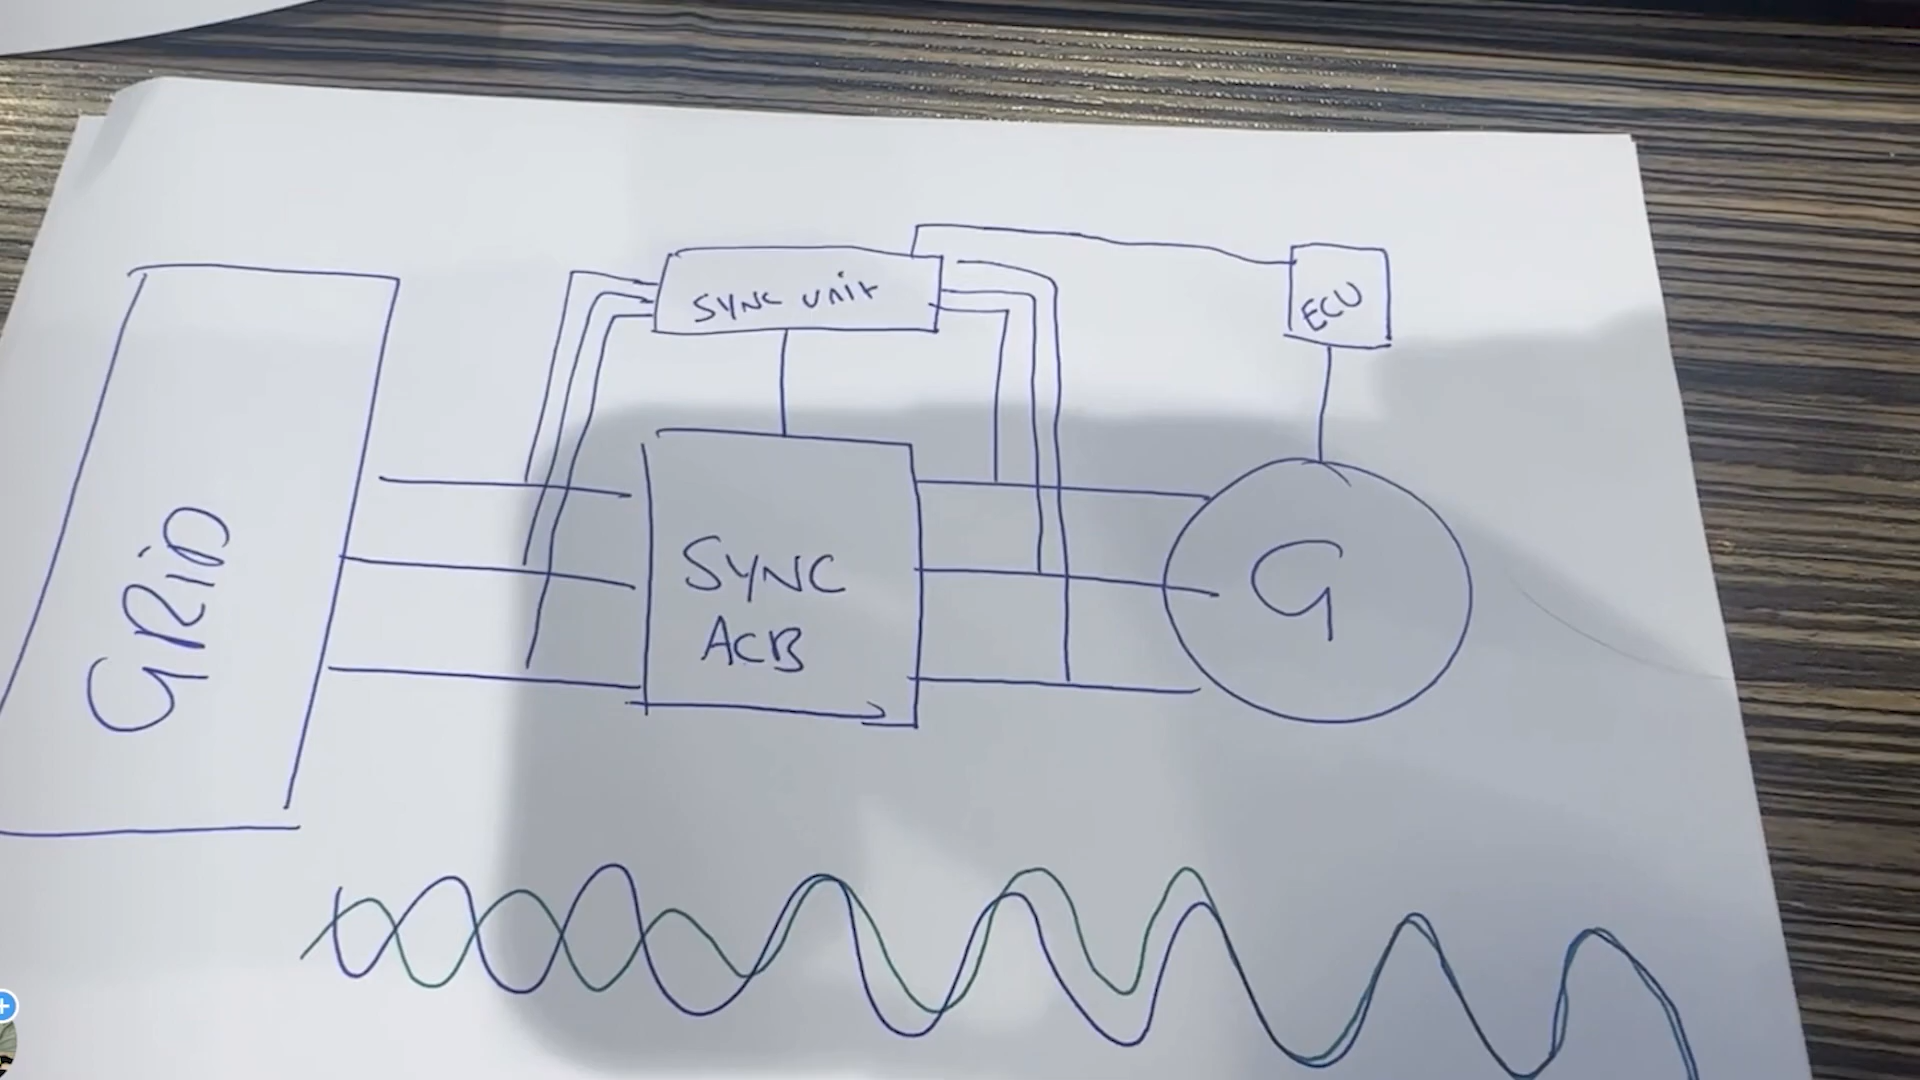 GRiD
SYNC UNiT
ECU
SYNC
ACB
G